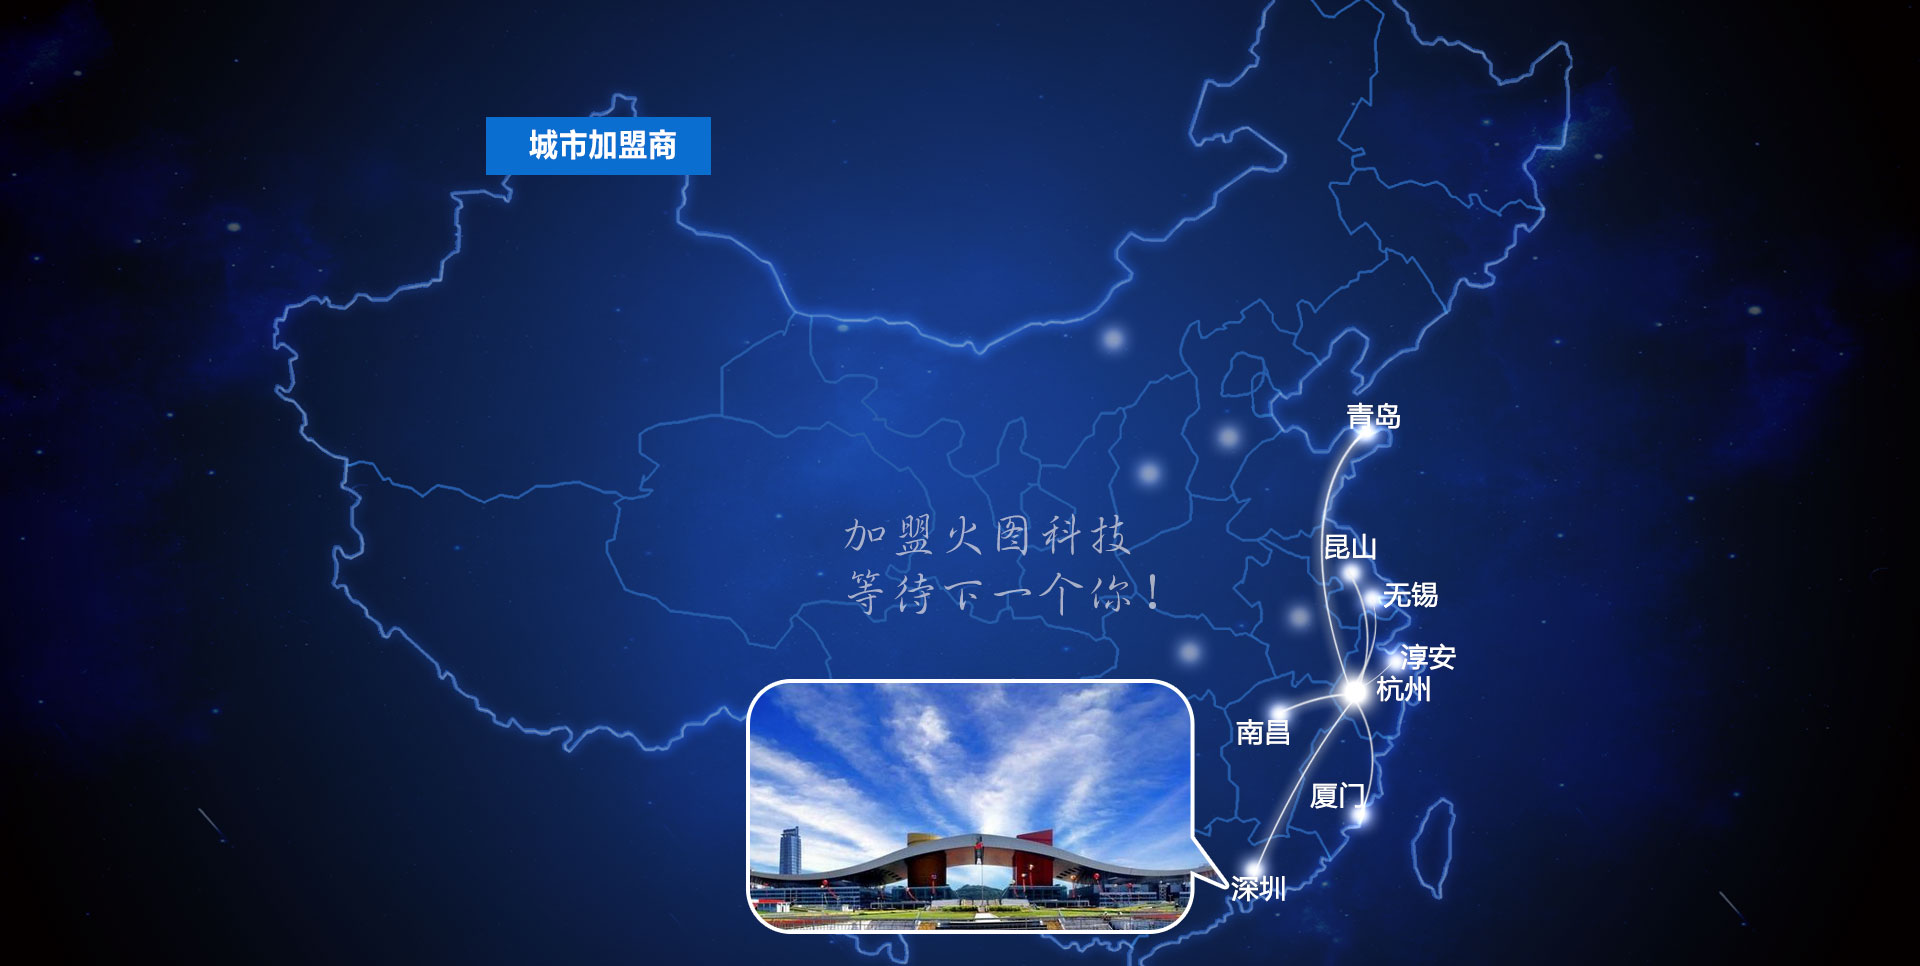 城市加盟商
青岛
加盟火图科技
等待下一个你！
昆山
无锡
淳安
杭州
南昌
厦门
深圳